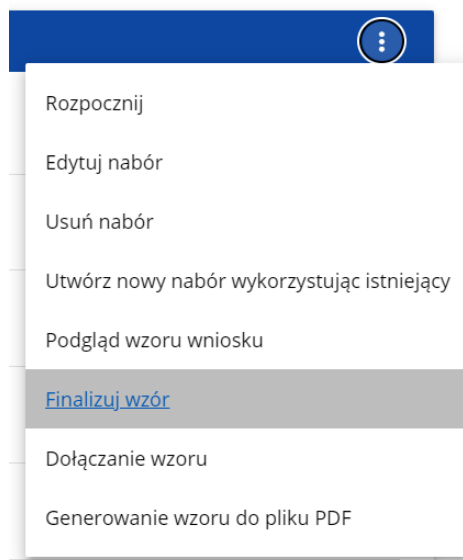 Rozpocznij
Edytuj nabór
Usuń nabór
Utwórz nowy nabór wykorzystując istniejący
Podgląd wzoru wniosku
Finalizuj wzór
Dołączanie wzoru
Generowanie wzoru do pliku PDF